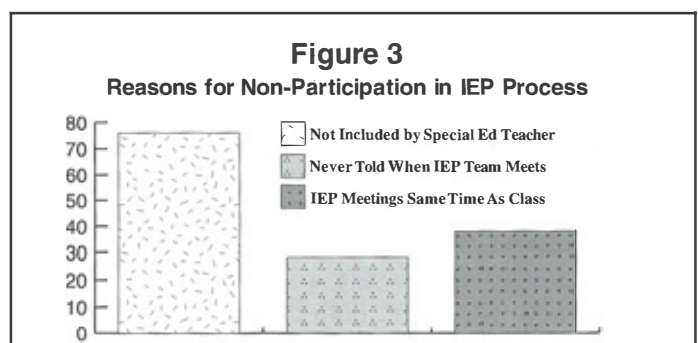 Figure 3
Reasons for Non-Participation in IEP Process
80
70
60
50
40
30
20
10
0
Not Included by Special Ed Teacher
Never Told When IEP Team Meets
IEP Meetings Same Time As Class